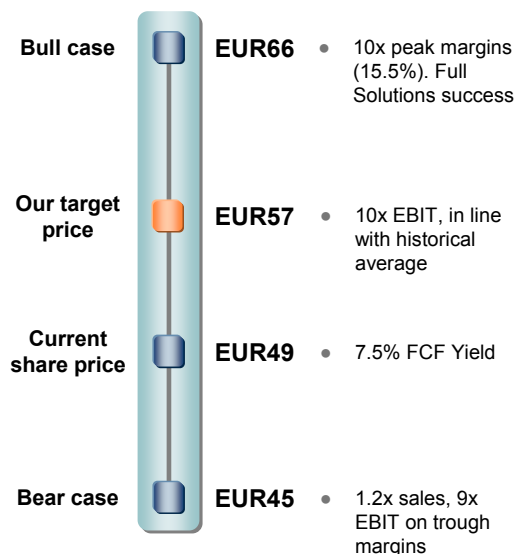 Bull case
EUR66
• 10x peak margins
(15.5%). Full
Solutions success
Our target
price
EUR57
• 10x EBIT, in line
with historical
average
Current
share price
EUR49
• 7.5% FCF Yield
Bear case
EUR45
• 1.2x sales, 9x
EBIT on trough
margins